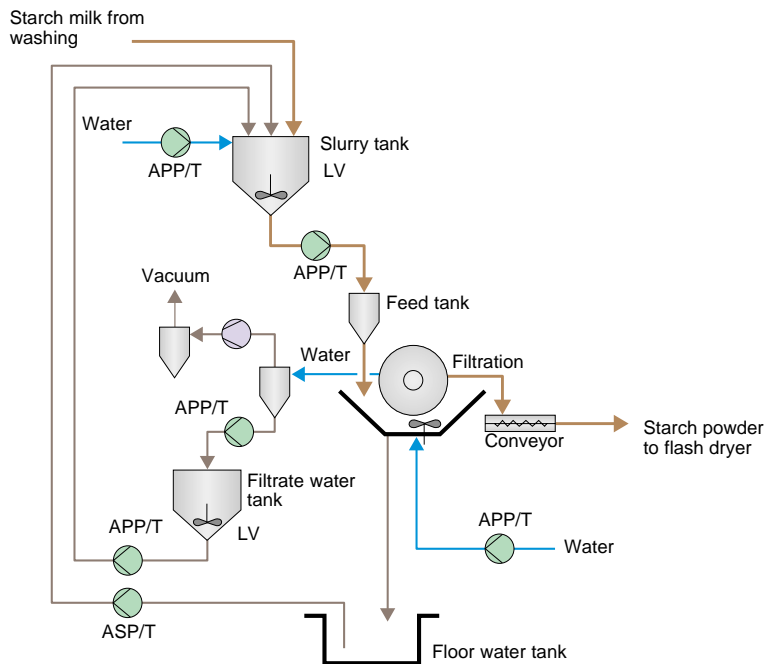 Starch milk from
washing
Water
APP/T
Slurry tank
LV
APP/T
Vacuum
Feed tank
Water
Filtration
APP/T
Conveyor
Starch powder
to flash dryer
Filtrate water
tank
LV
APP/T
APP/T
Water
ASP/T
Floor water tank